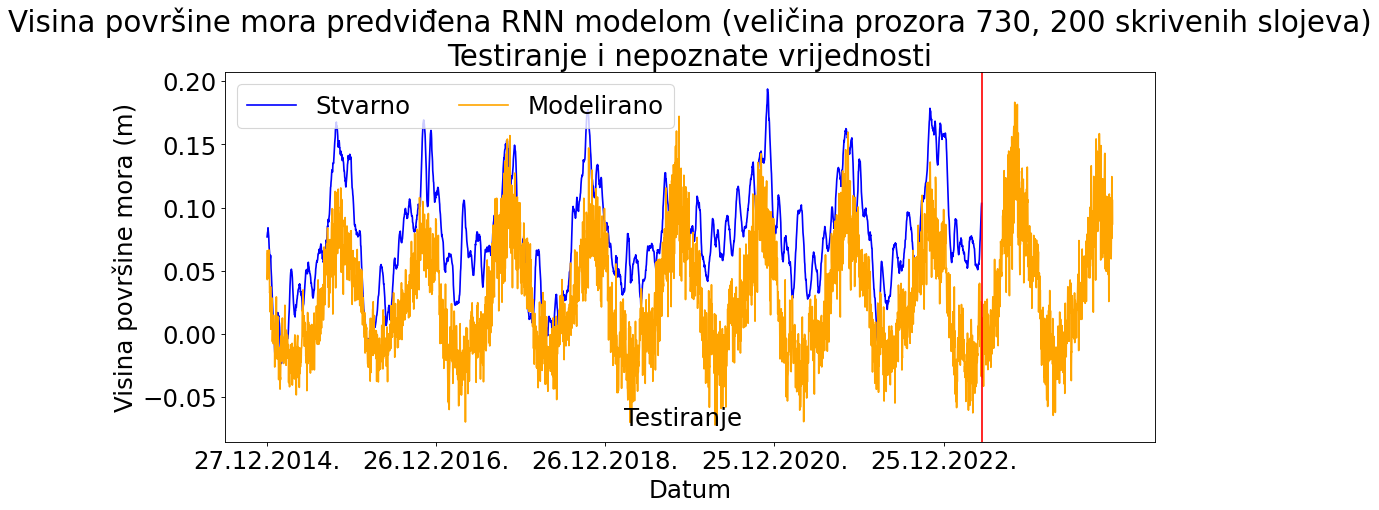 Visina površine mora predviđena RNN modelom (veličina prozora 730, 200 skrivenih slojeva)
Testiranje i nepoznate vrijednosti
Visina površine mora (m)
0.20
0.15
0.10
0.05
0.00
−0.05
Stvarno Modelirano
Testiranje
27.12.2014. 26.12.2016. 26.12.2018. 25.12.2020. 25.12.2022.
Datum